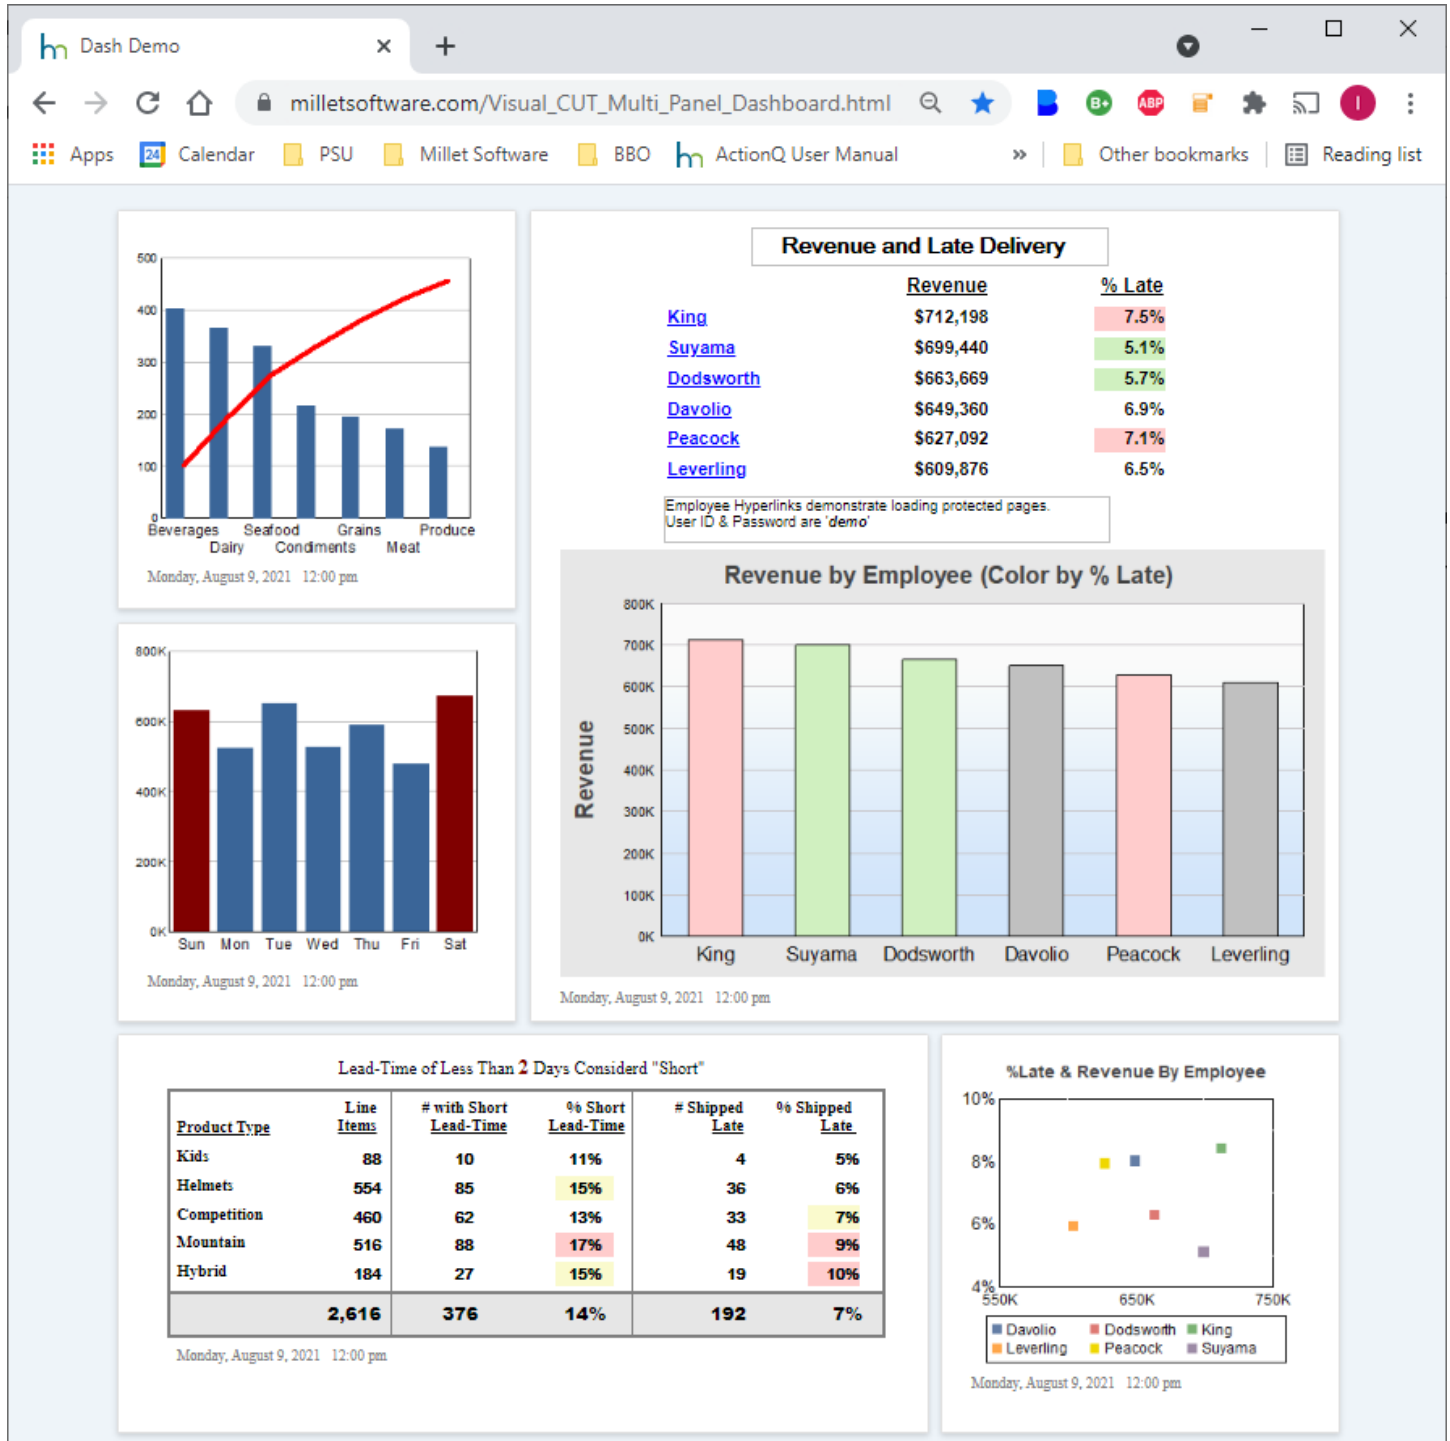 Dash Demo
milletsoftware.com/Visual_CUT_Multi_Panel_Dashboard.html
B+ ABP I
Apps 24 Calendar PSU Millet Software BBO ActionQ User Manual » Other bookmarks Reading list
500
400
300
200
100
0
Beverages Seafood Grains Produce
Dairy Condiments Meat
Monday, August 9, 2021 12:00 pm
800K
600K
400K
200K
0K
Sun Mon Tue Wed Thu Fri Sat
Monday, August 9, 2021 12:00 pm
Revenue and Late Delivery
Revenue % Late
King $712,198 7.5%
Suyama $699,440 5.1%
Dodsworth $663,669 5.7%
Davolio $649,360 6.9%
Peacock $627,092 7.1%
Leverling $609,876 6.5%
Employee Hyperlinks demonstrate loading protected pages.
User ID & Password are 'demo'
Revenue by Employee (Color by % Late)
Revenue
800K
700K
600K
500K
400K
300K
200K
100K
0K
King Suyama Dodsworth Davolio Peacock Leverling
Monday, August 9, 2021 12:00 pm
Lead-Time of Less Than 2 Days Considerd "Short"
Line # with Short % Short # Shipped % Shipped
Product Type Items Lead-Time Lead-Time Late Late
Kids 88 10 11% 4 5%
Helmets 554 85 15% 36 6%
Competition 460 62 13% 33 7%
Mountain 516 88 17% 48 9%
Hybrid 184 27 15% 19 10%
2,616 376 14% 192 7%
Monday, August 9, 2021 12:00 pm
%Late & Revenue By Employee
10%
8%
6%
4%
550K 650K 750K
Davolio Dodsworth King
Leverling Peacock Suyama
Monday, August 9, 2021 12:00 pm